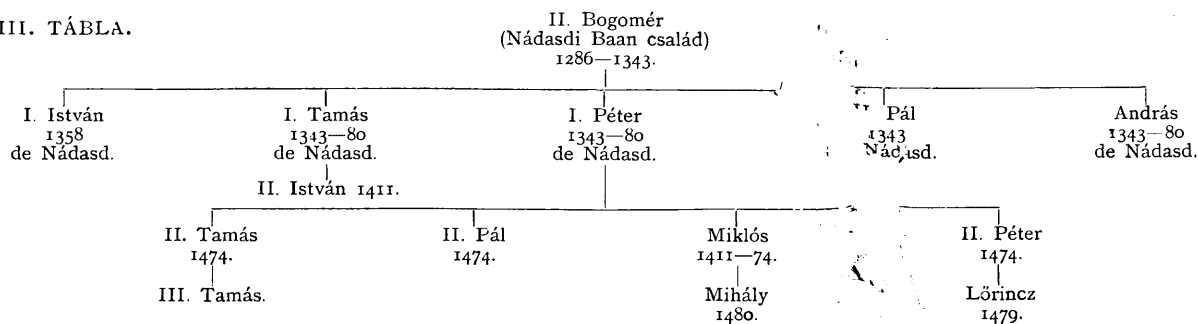 III. TÁBLA.
II. Bogomér
(Nádasdi Baan család)
1286—1343.
I. István
1358
de Nádasd.
I. Tamás
1343—80
de Nádasd.
I. Péter
1343—80
de Nádasd.
Pál
1343
Nádasd.
András
1343—80
de Nádasd.
II. István 1411.
II. Tamás
1474.
II. Pál
1474.
Miklós
1411—74.
II. Péter
1474.
III. Tamás.
Mihály
1480.
Lőrincz
1479.